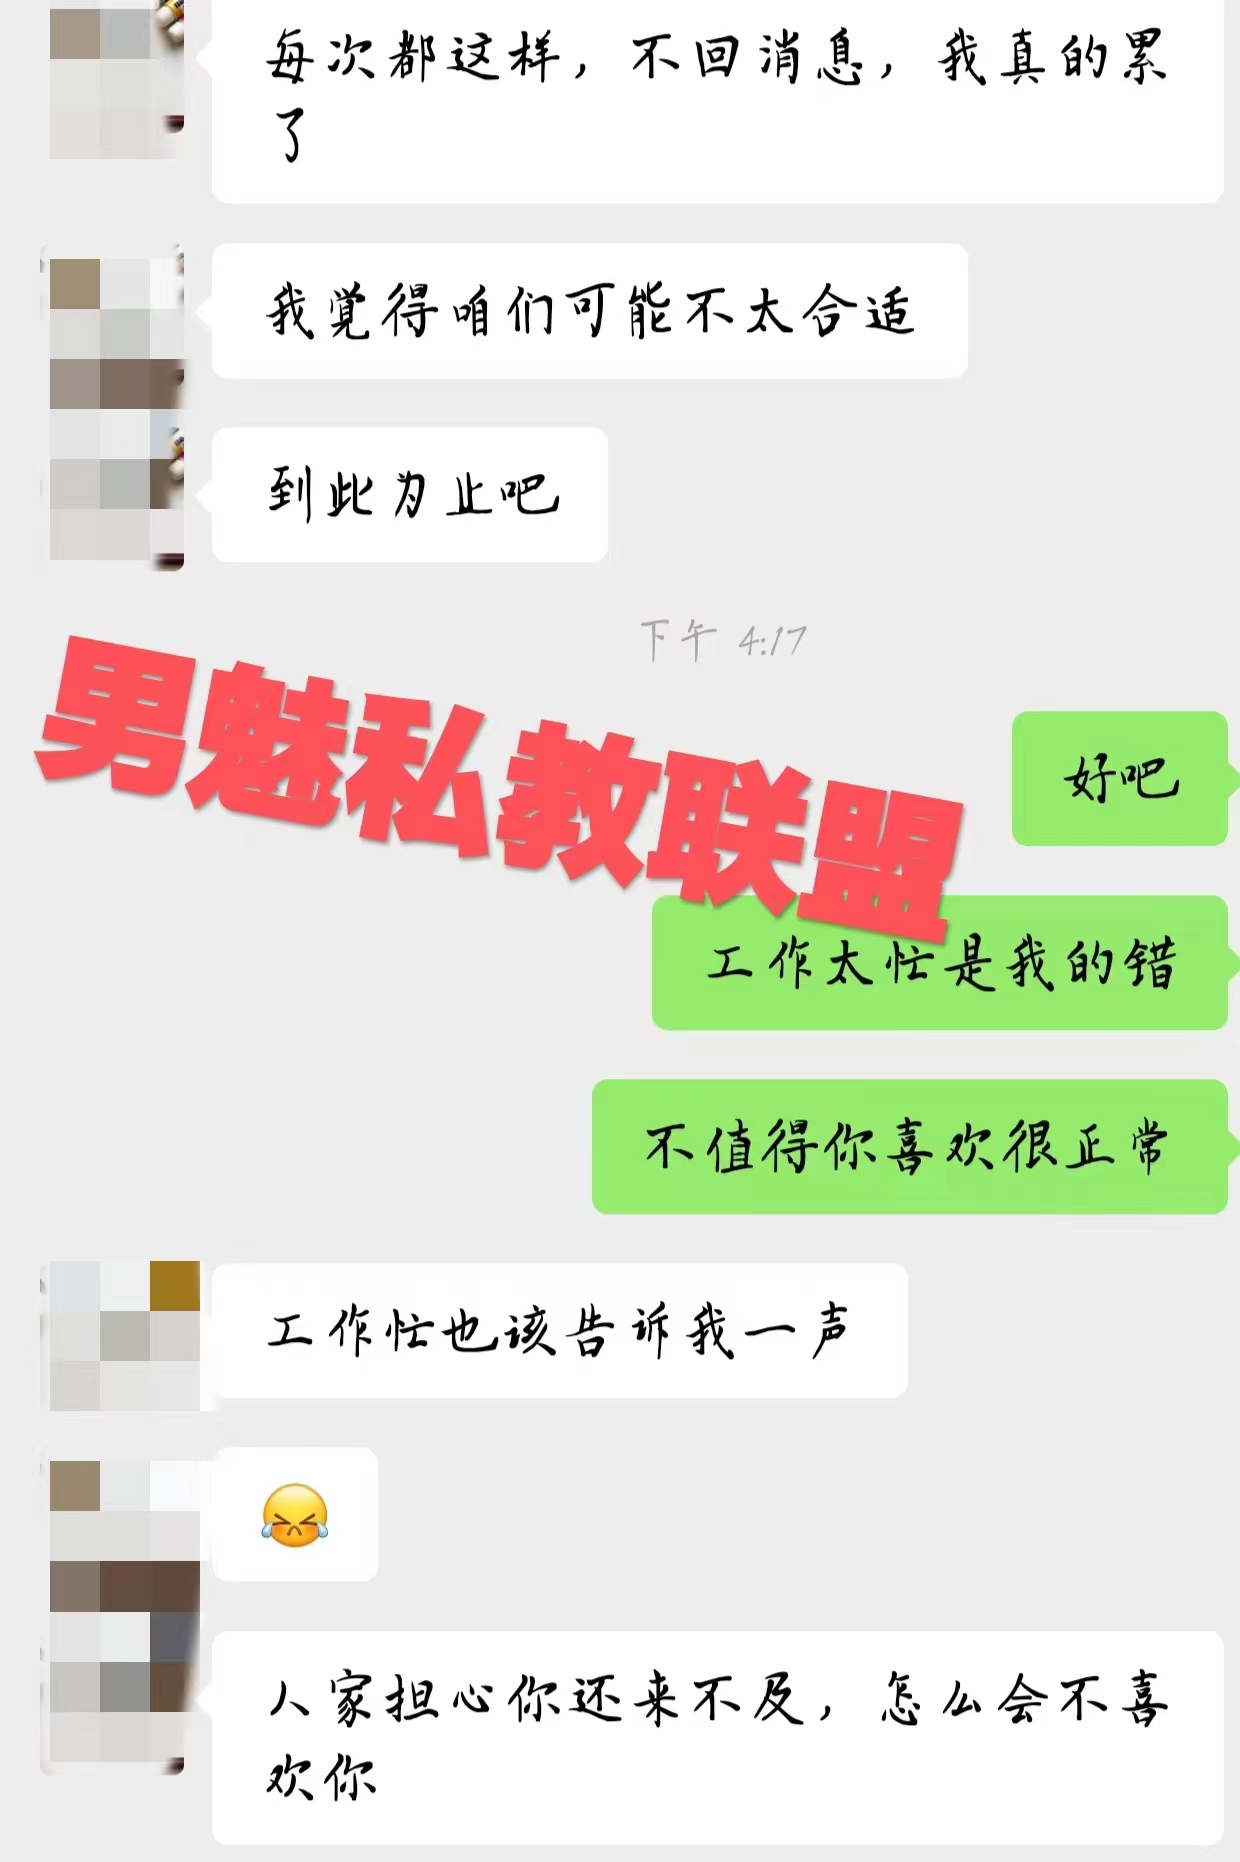 每次都这样，不回消息，我真的累
了
我觉得咱们可能不太合适
到此为止吧
下午 4:17
男魅私教联盟
好吧
工作太忙是我的错
不值得你喜欢很正常
工作忙也该告诉我一声
人家担心你还来不及，怎么会不喜
欢你